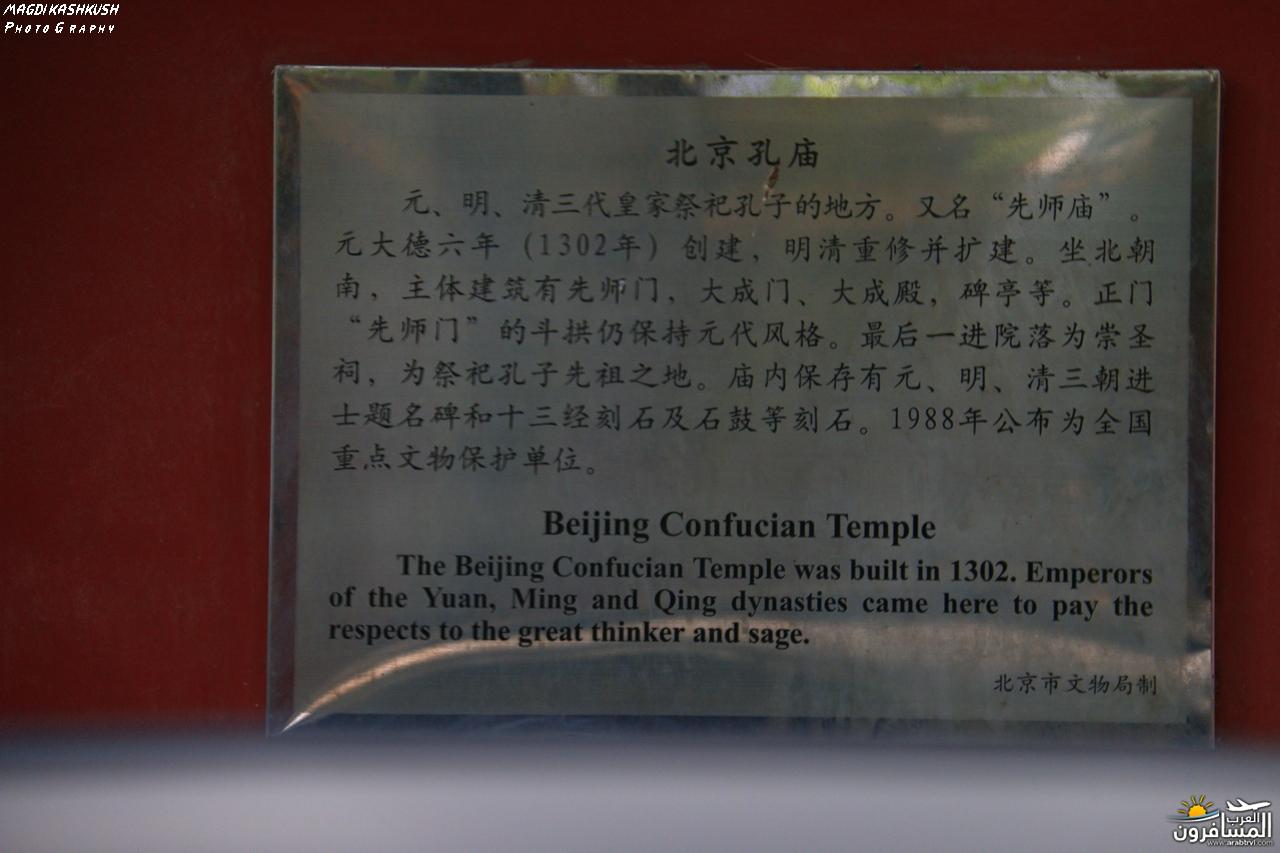 MAGDI KASHKUSH
PHOTOGRAPHY
北京孔庙
元、明、清三代皇家祭祀孔子的地方。又名“先师庙”。
元大德六年（1302年）创建，明清重修并扩建。坐北朝
南，主体建筑有先师门，大成门、大成殿，碑亭等。正门
“先师门”的斗拱仍保持元代风格。最后一进院落为崇圣
祠，为祭祀孔子先祖之地。庙内保存有元、明、清三朝进
士题名碑和十三经刻石及石鼓等刻石。1988年公布为全国
重点文物保护单位。
Beijing Confucian Temple
The Beijing Confucian Temple was built in 1302. Emperors
of the Yuan, Ming and Qing dynasties came here to pay the
respects to the great thinker and sage.
北京市文物局制
العرب
المسافرون
www.arabtrvl.com